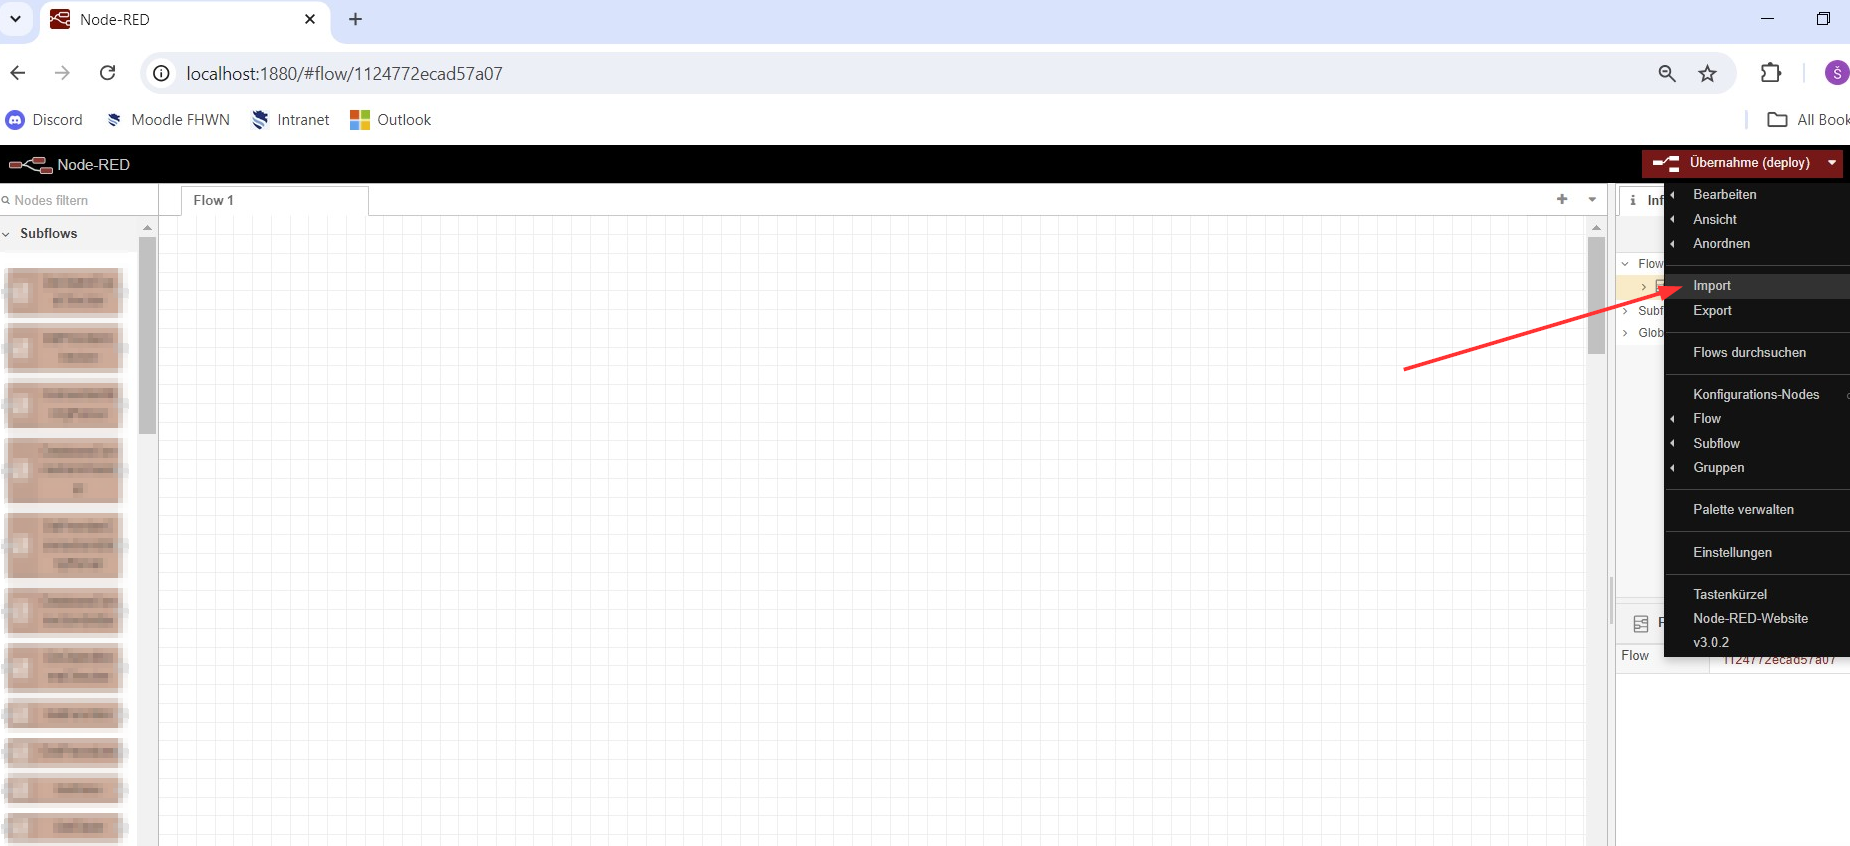 Node-RED
localhost:1880/#flow/1124772ecad57a07
Š
Discord
Moodle FHWN
Intranet
Outlook
All Book
Node-RED
Übernahme (deploy)
Nodes filtern
Flow 1
Inf
Subflows
Flow
Subf
Glob
Bearbeiten
Ansicht
Anordnen
Import
Export
Flows durchsuchen
Konfigurations-Nodes
Flow
Subflow
Gruppen
Palette verwalten
Einstellungen
Tastenkürzel
Node-RED-Website
v3.0.2
F
Flow
1124772ecad57a07